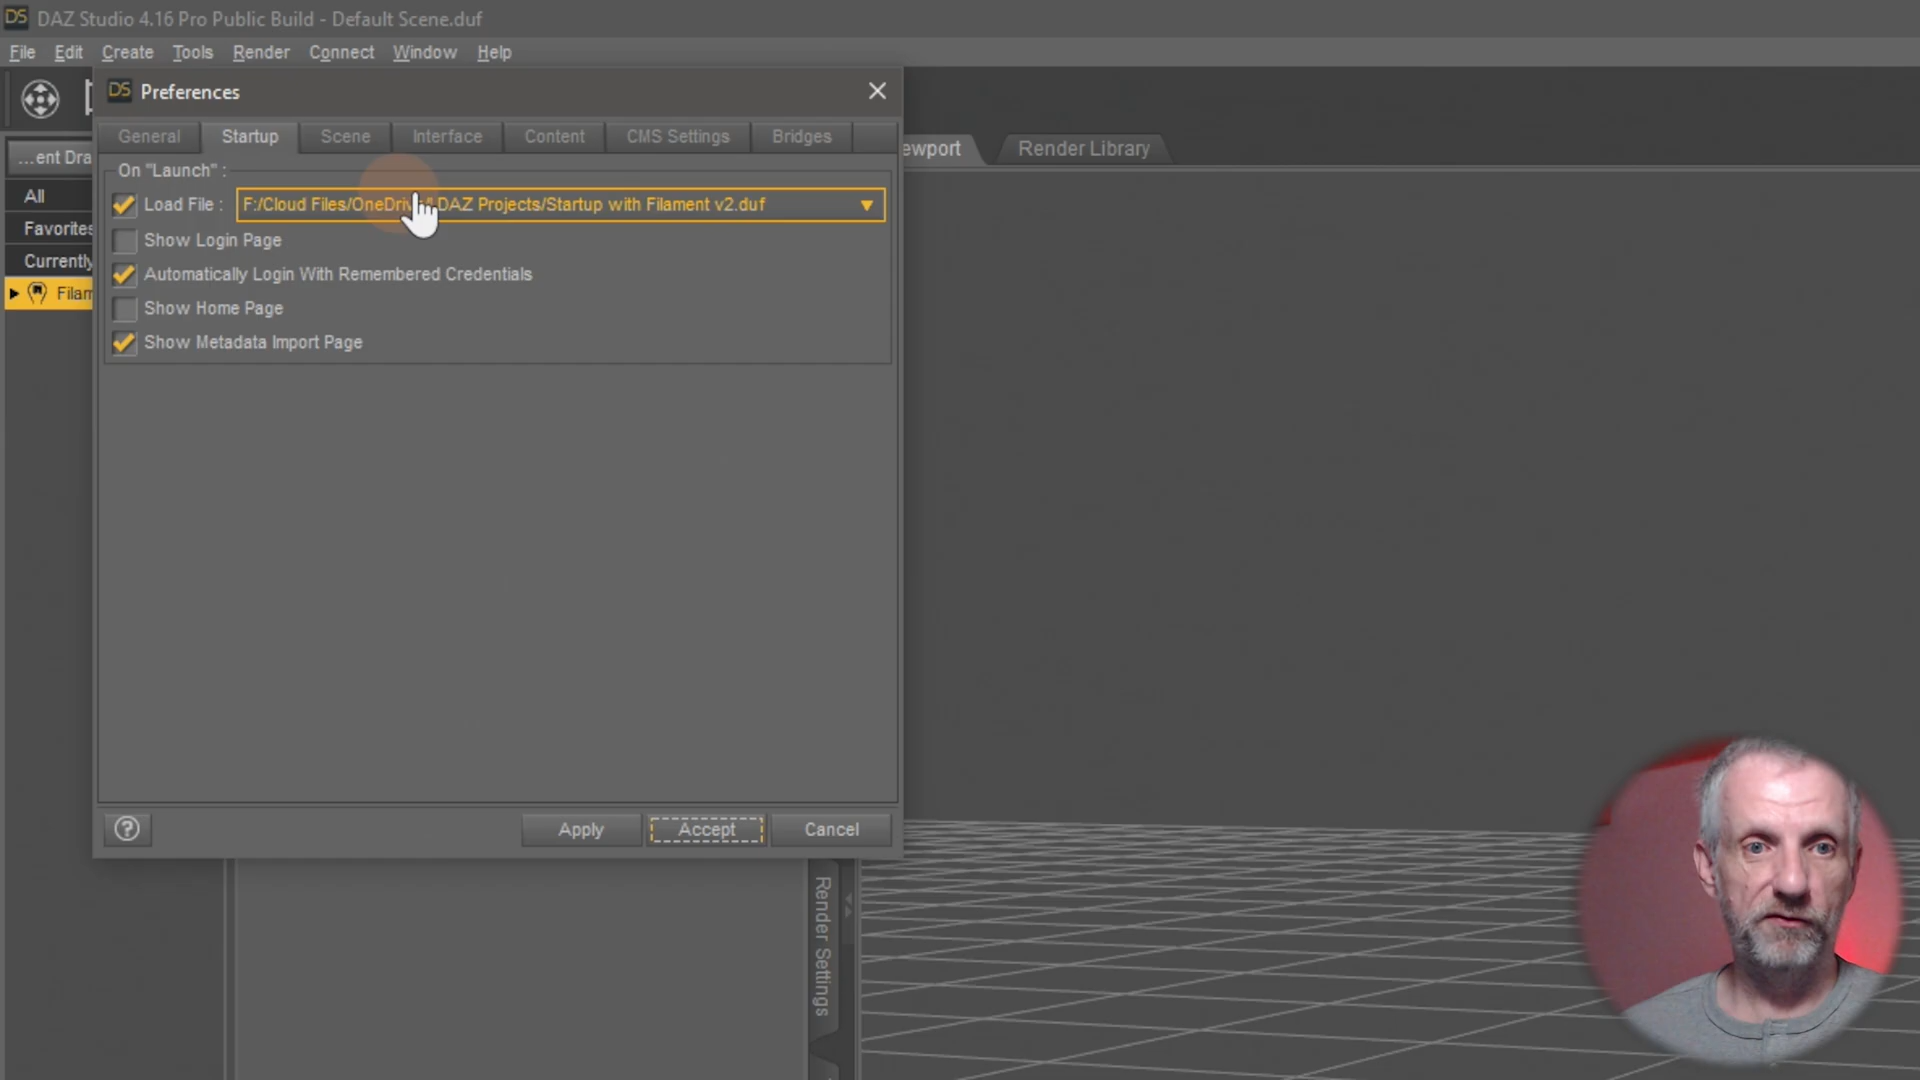 DS DAZ Studio 4.16 Pro Public Build - Default Scene.duf
File Edit Create Tools Render Connect Window Help
DS Preferences
General Startup Scene Interface Content CMS Settings Bridges
ewport Render Library
...ent Dra
On "Launch" :
All
Load File : F:/Cloud Files/ DAZ Projects/Startup with Filament v2.duf
Favorites
Show Login Page
Currently
Automatically Login With Remembered Credentials
Filam
Show Home Page
Show Metadata Import Page
? Apply Accept Cancel
Render Settings